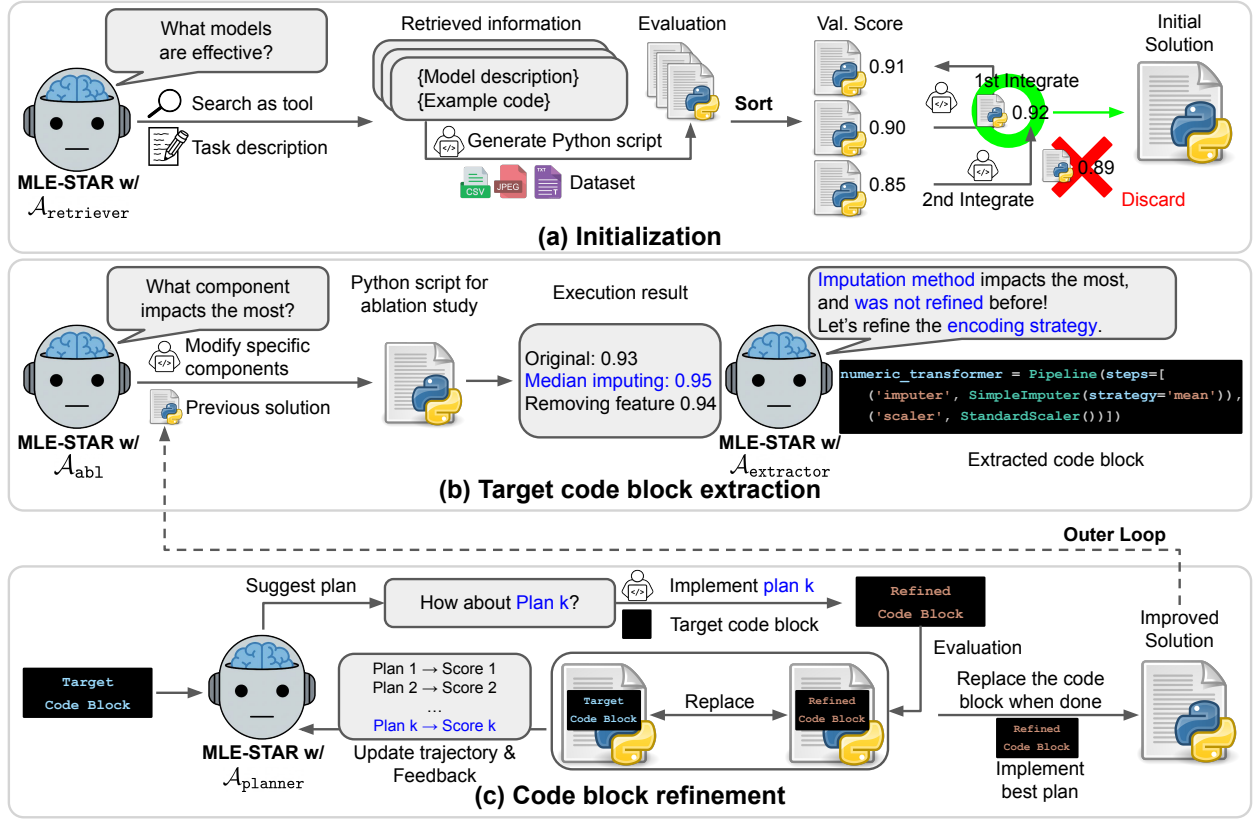 What models
are effective?
Search as tool
Task description
MLE-STAR w/
𝒜retriever
Retrieved information
{Model description}
{Example code}
Generate Python script
CSV
JPEG
TXT
T
Dataset
Evaluation
Sort
Val. Score
0.91
0.90
0.85
1st Integrate
0.92
2nd Integrate
0.89
Discard
Initial
Solution
(a) Initialization
What component
impacts the most?
Modify specific
components
Previous solution
MLE-STAR w/
𝒜abl
Python script for
ablation study
Execution result
Original: 0.93
Median imputing: 0.95
Removing feature 0.94
Imputation method impacts the most,
and was not refined before!
Let's refine the encoding strategy.
MLE-STAR w/
𝒜extractor
numeric_transformer = Pipeline(steps=[
('imputer', SimpleImputer(strategy='mean')),
('scaler', StandardScaler())])
Extracted code block
(b) Target code block extraction
Outer Loop
Suggest plan
How about Plan k?
Implement plan k
Target code block
Refined
Code Block
Evaluation
Target
Code Block
MLE-STAR w/
𝒜planner
Plan 1 → Score 1
Plan 2 → Score 2
...
Plan k → Score k
Update trajectory &
Feedback
Target
Code Block
Replace
Refined
Code Block
Replace the code
block when done
Refined
Code Block
Implement
best plan
Improved
Solution
(c) Code block refinement